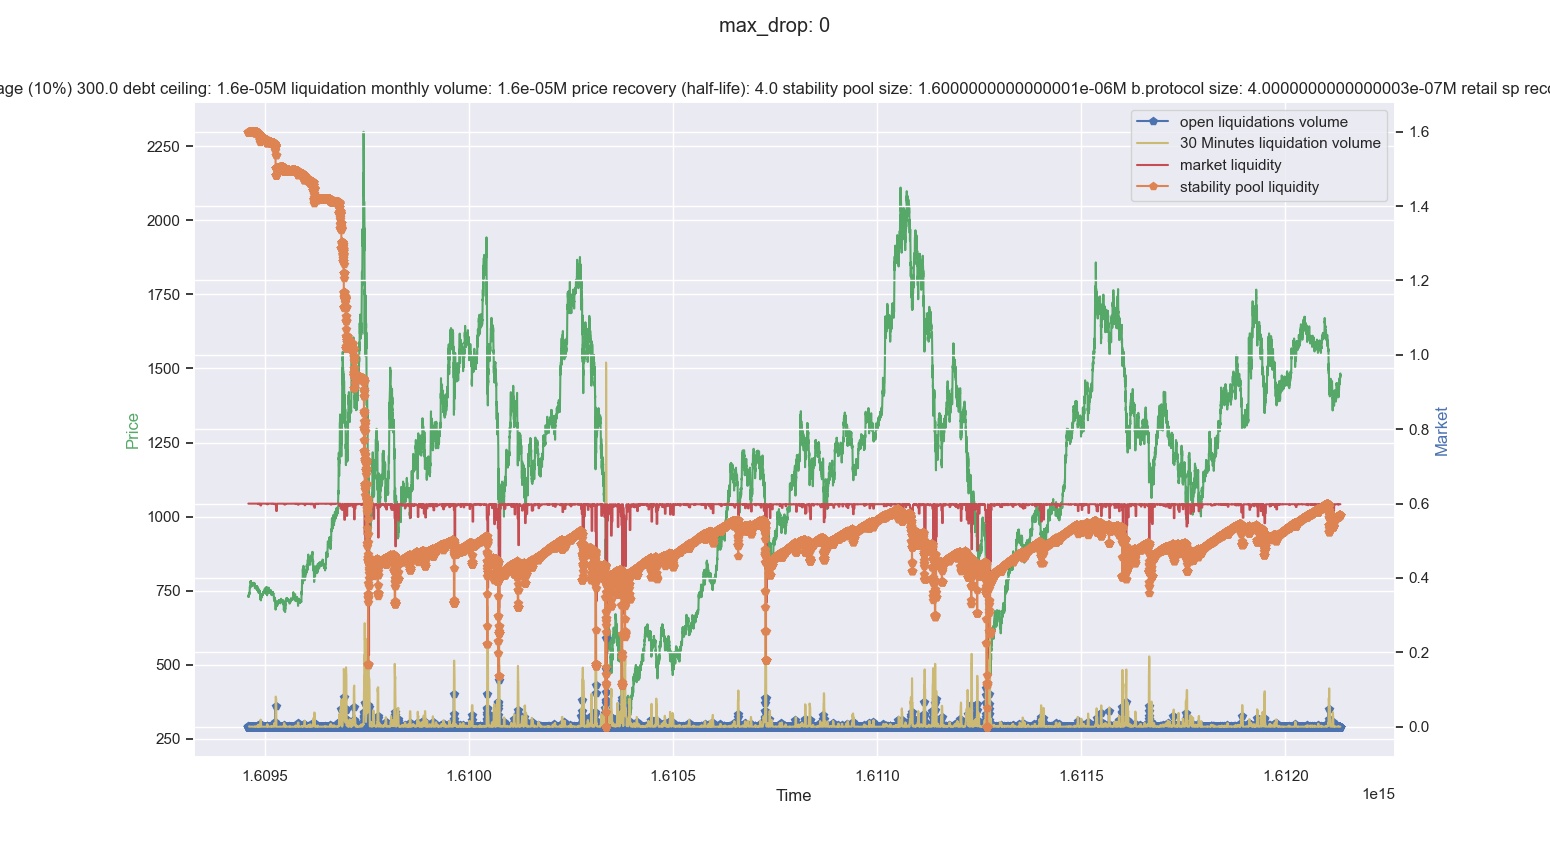 max_drop: 0
age (10%) 300.0 debt ceiling: 1.6e-05M liquidation monthly volume: 1.6e-05M price recovery (half-life): 4.0 stability pool size: 1.6000000000000001e-06M b.protocol size: 4.0000000000000003e-07M retail sp reco
open liquidations volume
30 Minutes liquidation volume
market liquidity
stability pool liquidity
2250
2000
1750
1500
1250
1000
750
500
250
Price
1.6
1.4
1.2
1.0
0.8
0.6
0.4
0.2
0.0
Market
1.6095 1.6100 1.6105 1.6110 1.6115 1.6120
1e15
Time